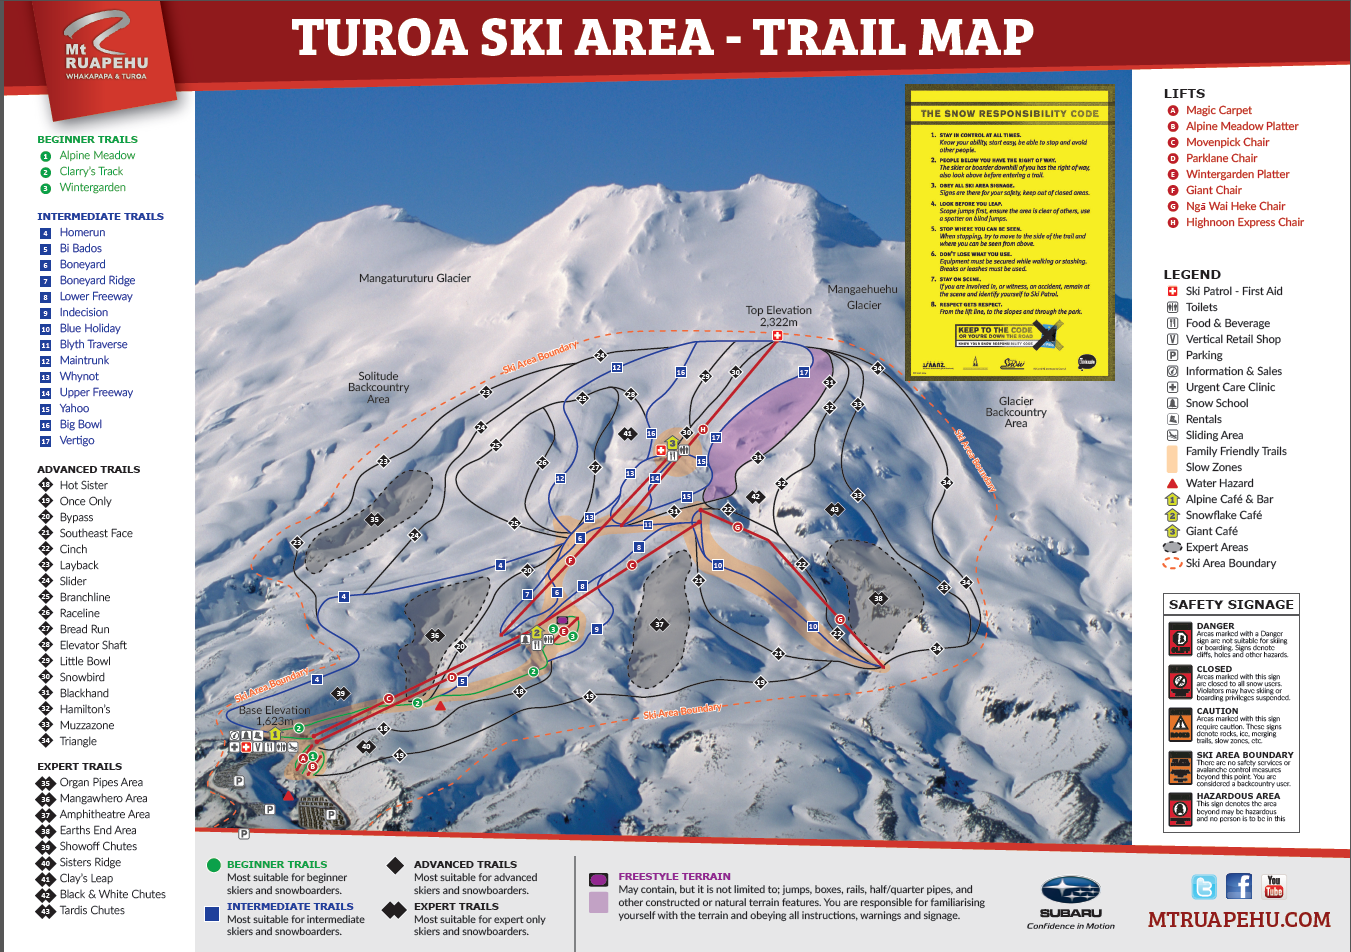 TUROA SKI AREA - TRAIL MAP
Mt
RUAPEHU
WHAKAPAPA & TUROA
BEGINNER TRAILS
1 Alpine Meadow
2 Clarry's Track
3 Wintergarden
INTERMEDIATE TRAILS
4 Homerun
5 Bi Bados
6 Boneyard
7 Boneyard Ridge
8 Lower Freeway
9 Indecision
10 Blue Holiday
11 Blyth Traverse
12 Maintrunk
13 Whynot
14 Upper Freeway
15 Yahoo
16 Big Bowl
17 Vertigo
ADVANCED TRAILS
18 Hot Sister
19 Once Only
20 Bypass
21 Southeast Face
22 Cinch
23 Layback
24 Slider
25 Branchline
26 Raceline
27 Bread Run
28 Elevator Shaft
29 Little Bowl
30 Snowbird
31 Blackhand
32 Hamilton's
33 Muzzazone
34 Triangle
EXPERT TRAILS
35 Organ Pipes Area
36 Mangawhero Area
37 Amphitheatre Area
38 Earths End Area
39 Showoff Chutes
40 Sisters Ridge
41 Clay's Leap
42 Black & White Chutes
43 Tardis Chutes
Mangaturuturu Glacier
Mangaehuehu
Glacier
Top Elevation
2,322m
Solitude
Backcountry
Area
Glacier
Backcountry
Area
Ski Area Boundary
Ski Area Boundary
Ski Area Boundary
Ski Area Boundary
Base Elevation
1,623m
THE SNOW RESPONSIBILITY CODE
1. STAY IN CONTROL AT ALL TIMES.
Know your ability, start easy, be able to stop and avoid
other people.
2. PEOPLE BELOW YOU HAVE THE RIGHT OF WAY.
The skier or boarder downhill of you has the right of way,
also look above before entering a trail.
3. OBEY ALL SKI AREA SIGNAGE.
Signs are there for your safety, keep out of closed areas.
4. LOOK BEFORE YOU LEAP.
Scope jumps first, ensure the area is clear of others, use
a spotter on blind jumps.
5. STOP WHERE YOU CAN BE SEEN.
When stopping, try to move to the side of the trail and
where you can be seen from above.
6. DON'T LOSE WHAT YOU USE.
Equipment must be secured while walking or stashing.
Breaks or leashes must be used.
7. STAY ON SCENE.
If you are involved in, or witness, an accident, remain at
the scene and identify yourself to Ski Patrol.
8. RESPECT GETS RESPECT.
From the lift line, to the slopes and through the park.
KEEP TO THE CODE
OR YOU'RE DOWN THE ROAD
KNOW YOUR SNOW RESPONSIBILITY CODE
LIFTS
A Magic Carpet
B Alpine Meadow Platter
C Movenpick Chair
D Parklane Chair
E Wintergarden Platter
F Giant Chair
G Ngā Wai Heke Chair
H Highnoon Express Chair
LEGEND
Ski Patrol - First Aid
Toilets
Food & Beverage
V Vertical Retail Shop
P Parking
Information & Sales
Urgent Care Clinic
Snow School
Rentals
Sliding Area
Family Friendly Trails
Slow Zones
Water Hazard
1 Alpine Café & Bar
2 Snowflake Café
3 Giant Café
Expert Areas
Ski Area Boundary
SAFETY SIGNAGE
DANGER
Areas marked with a Danger
sign are not suitable for skiing
or boarding. Signs denote
cliffs, holes and other hazards.
CLOSED
Areas marked with this sign
are closed to all snow users.
Violators may have skiing or
boarding privileges suspended.
CAUTION
Areas marked with this sign
require caution. These signs
denote rocks, ice, merging
trails, slow zones, etc.
SKI AREA BOUNDARY
There are no safety services or
avalanche control measures
beyond this point. You are
considered a backcountry user.
HAZARDOUS AREA
This sign denotes the area
beyond may be hazardous
and no person is to be in this
BEGINNER TRAILS
Most suitable for beginner
skiers and snowboarders.
INTERMEDIATE TRAILS
Most suitable for intermediate
skiers and snowboarders.
ADVANCED TRAILS
Most suitable for advanced
skiers and snowboarders.
EXPERT TRAILS
Most suitable for expert only
skiers and snowboarders.
FREESTYLE TERRAIN
May contain, but it is not limited to; jumps, boxes, rails, half/quarter pipes, and
other constructed or natural terrain features. You are responsible for familiarising
yourself with the terrain and obeying all instructions, warnings and signage.
SUBARU
Confidence in Motion
You Tube
MTRUAPEHU.COM